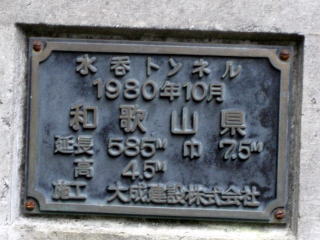 水呑トンネル
1980年10月
和歌山県
延長 585M 巾 7.5M
高 4.5M
施工 大成建設株式会社